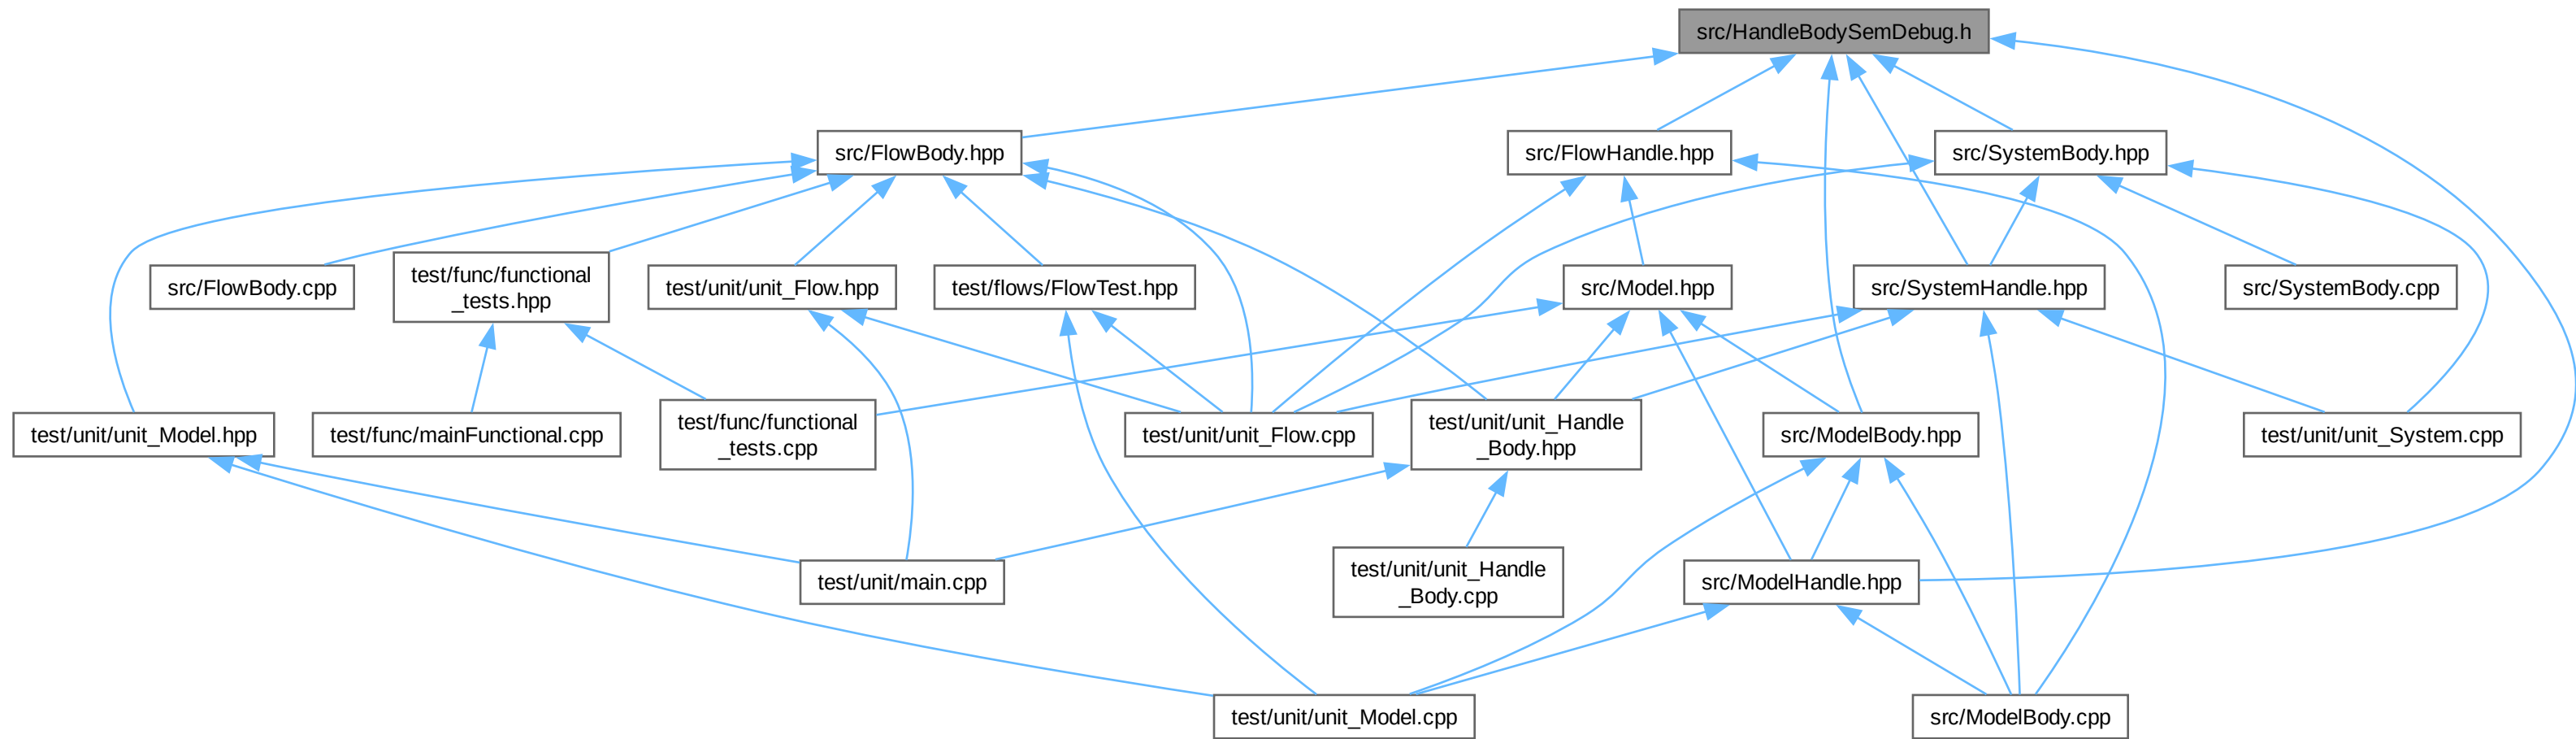 src/HandleBodySemDebug.h
src/FlowBody.hpp
src/FlowHandle.hpp
src/SystemBody.hpp
src/FlowBody.cpp
test/func/functional
_tests.hpp
test/unit/unit_Flow.hpp
test/flows/FlowTest.hpp
src/Model.hpp
src/SystemHandle.hpp
src/SystemBody.cpp
test/unit/unit_Model.hpp
test/func/mainFunctional.cpp
test/func/functional
_tests.cpp
test/unit/unit_Flow.cpp
test/unit/unit_Handle
_Body.hpp
src/ModelBody.hpp
test/unit/unit_System.cpp
test/unit/main.cpp
test/unit/unit_Handle
_Body.cpp
src/ModelHandle.hpp
test/unit/unit_Model.cpp
src/ModelBody.cpp